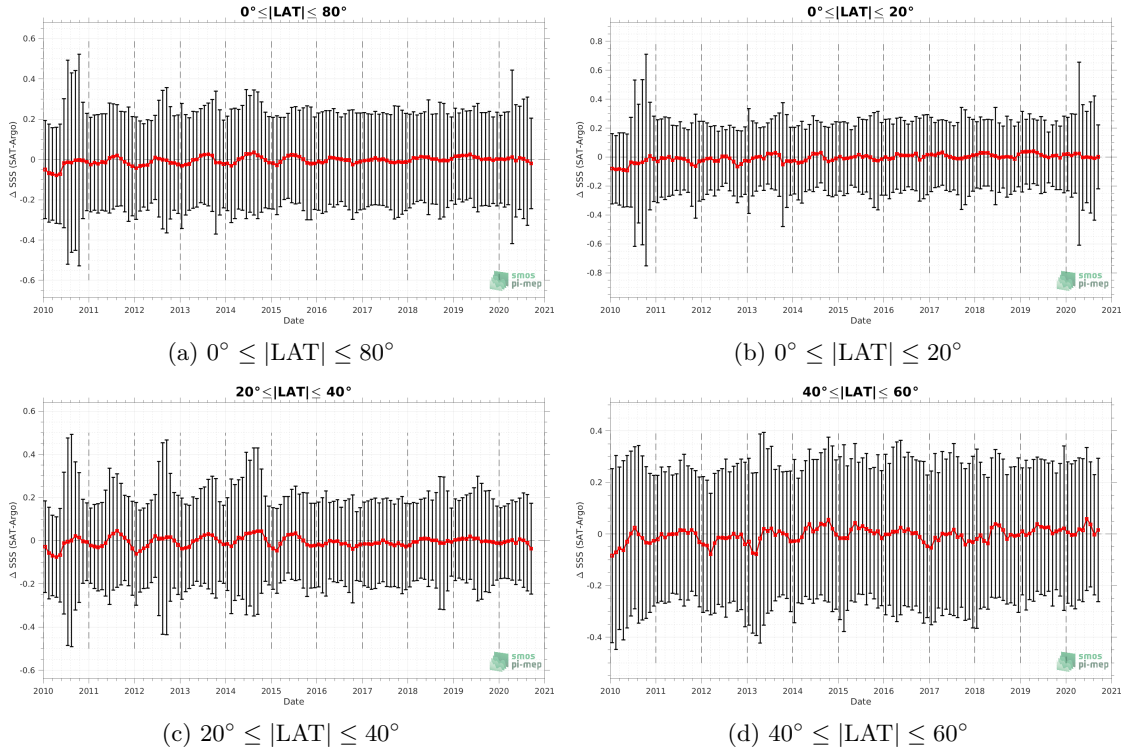 0°≤|LAT|≤ 80°
Δ SSS (SAT-Argo)
0.6
0.4
0.2
0
-0.2
-0.4
-0.6
2010 2011 2012 2013 2014 2015 2016 2017 2018 2019 2020 2021
Date
smos
pi-mep
(a) 0° ≤ |LAT| ≤ 80°
0°≤|LAT|≤ 20°
Δ SSS (SAT-Argo)
0.8
0.6
0.4
0.2
0
-0.2
-0.4
-0.6
-0.8
2010 2011 2012 2013 2014 2015 2016 2017 2018 2019 2020 2021
Date
smos
pi-mep
(b) 0° ≤ |LAT| ≤ 20°
20°≤|LAT|≤ 40°
Δ SSS (SAT-Argo)
0.6
0.4
0.2
0
-0.2
-0.4
-0.6
2010 2011 2012 2013 2014 2015 2016 2017 2018 2019 2020 2021
Date
smos
pi-mep
(c) 20° ≤ |LAT| ≤ 40°
40°≤|LAT|≤ 60°
Δ SSS (SAT-Argo)
0.4
0.2
0
-0.2
-0.4
2010 2011 2012 2013 2014 2015 2016 2017 2018 2019 2020 2021
Date
smos
pi-mep
(d) 40° ≤ |LAT| ≤ 60°